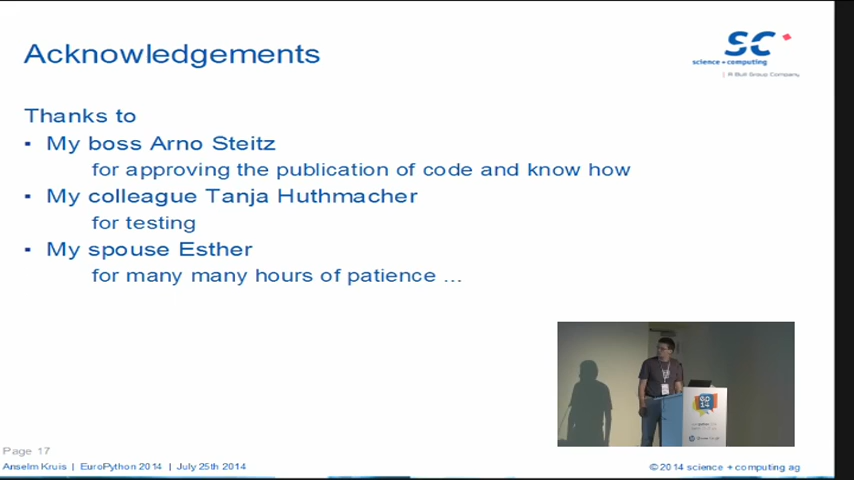 Acknowledgements
SC
science + computing
| A Bull Group Company
Thanks to
▪ My boss Arno Steitz
for approving the publication of code and know how
▪ My colleague Tanja Huthmacher
for testing
▪ My spouse Esther
for many many hours of patience ...
Page 17
Anselm Kruis | EuroPython 2014 | July 25th 2014
©2014 science + computing ag